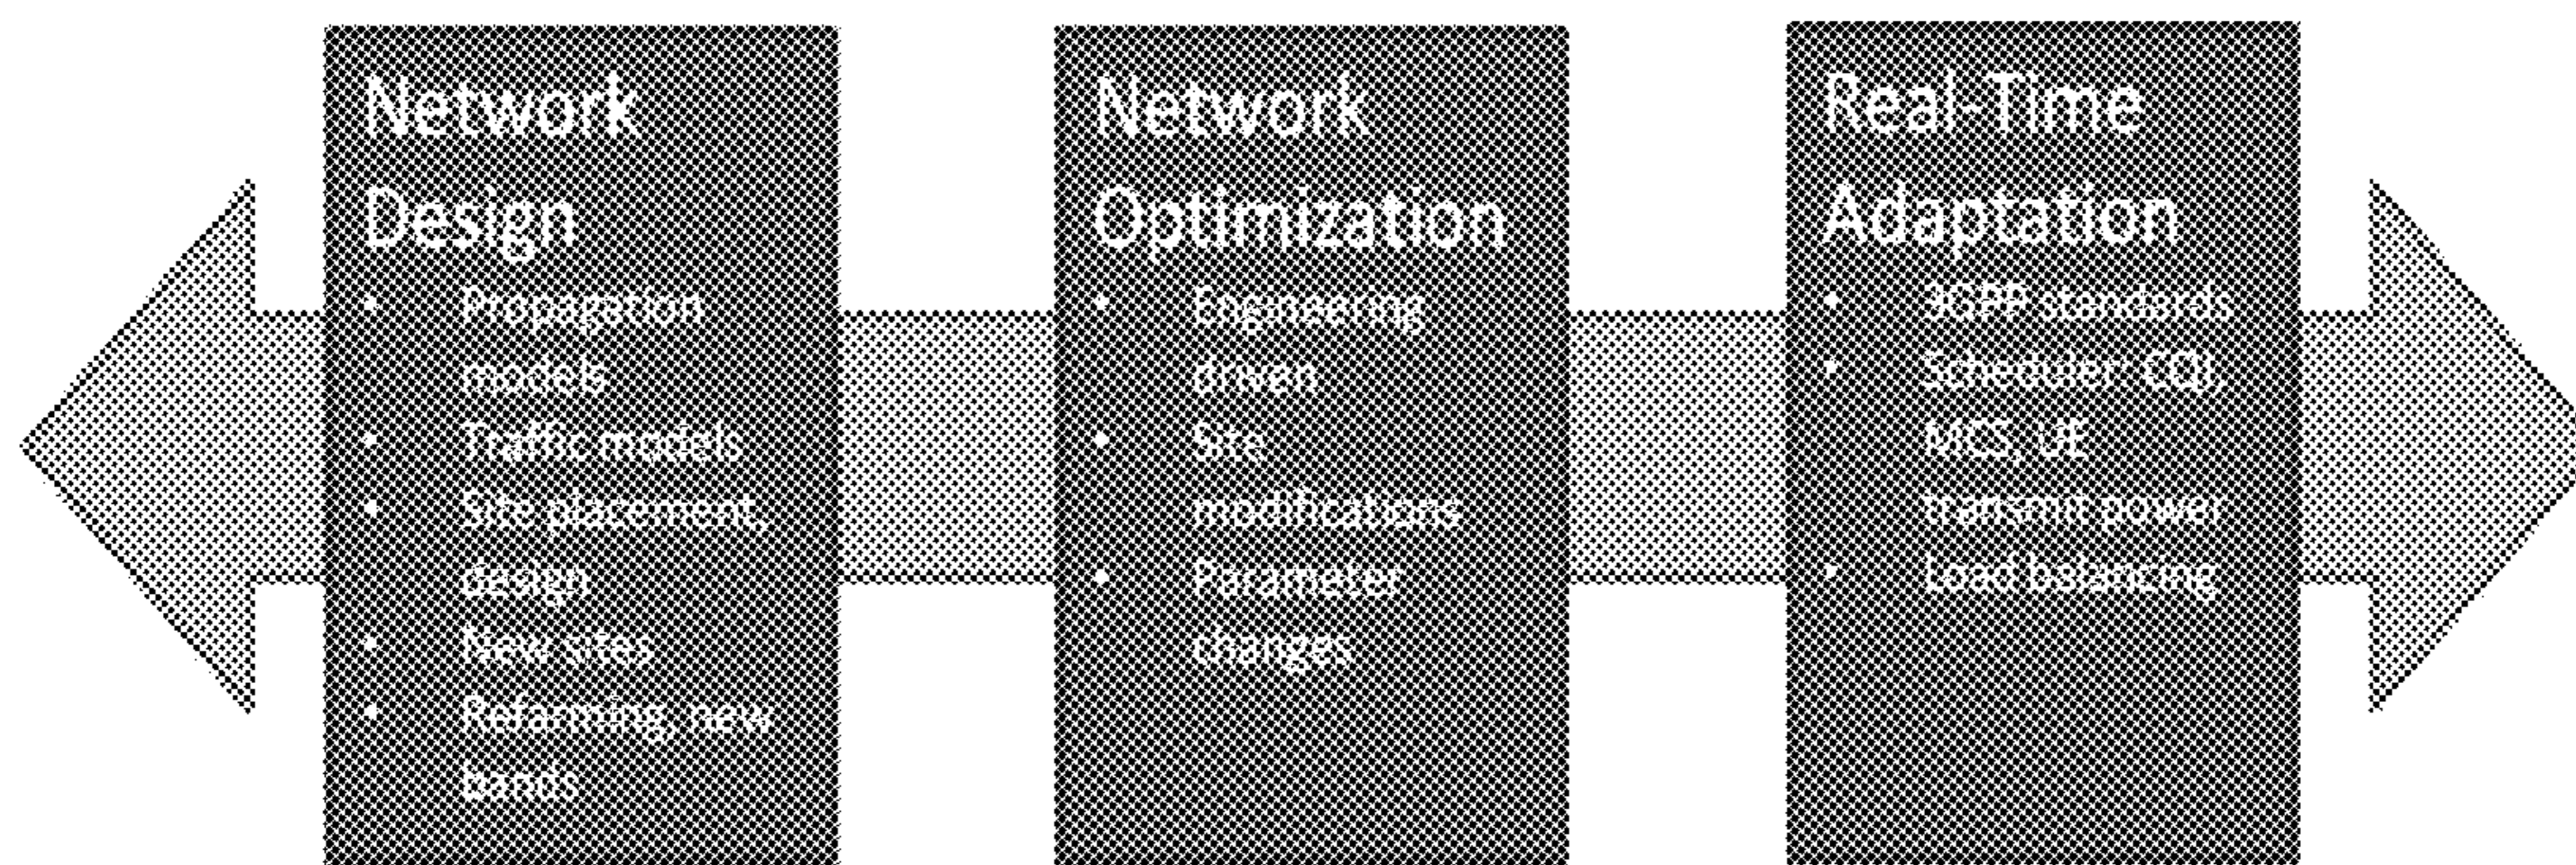 Network
Design
• Propagation
models
• Traffic models
• Site placement,
design
• New sites
• Refarming, new
bands
Network
Optimization
• Engineering
driven
• Site
modifications
• Parameter
changes
Real-Time
Adaptation
• 3GPP standards
• Scheduler: CQI,
MCS, UE
transmit power
• Load balancing